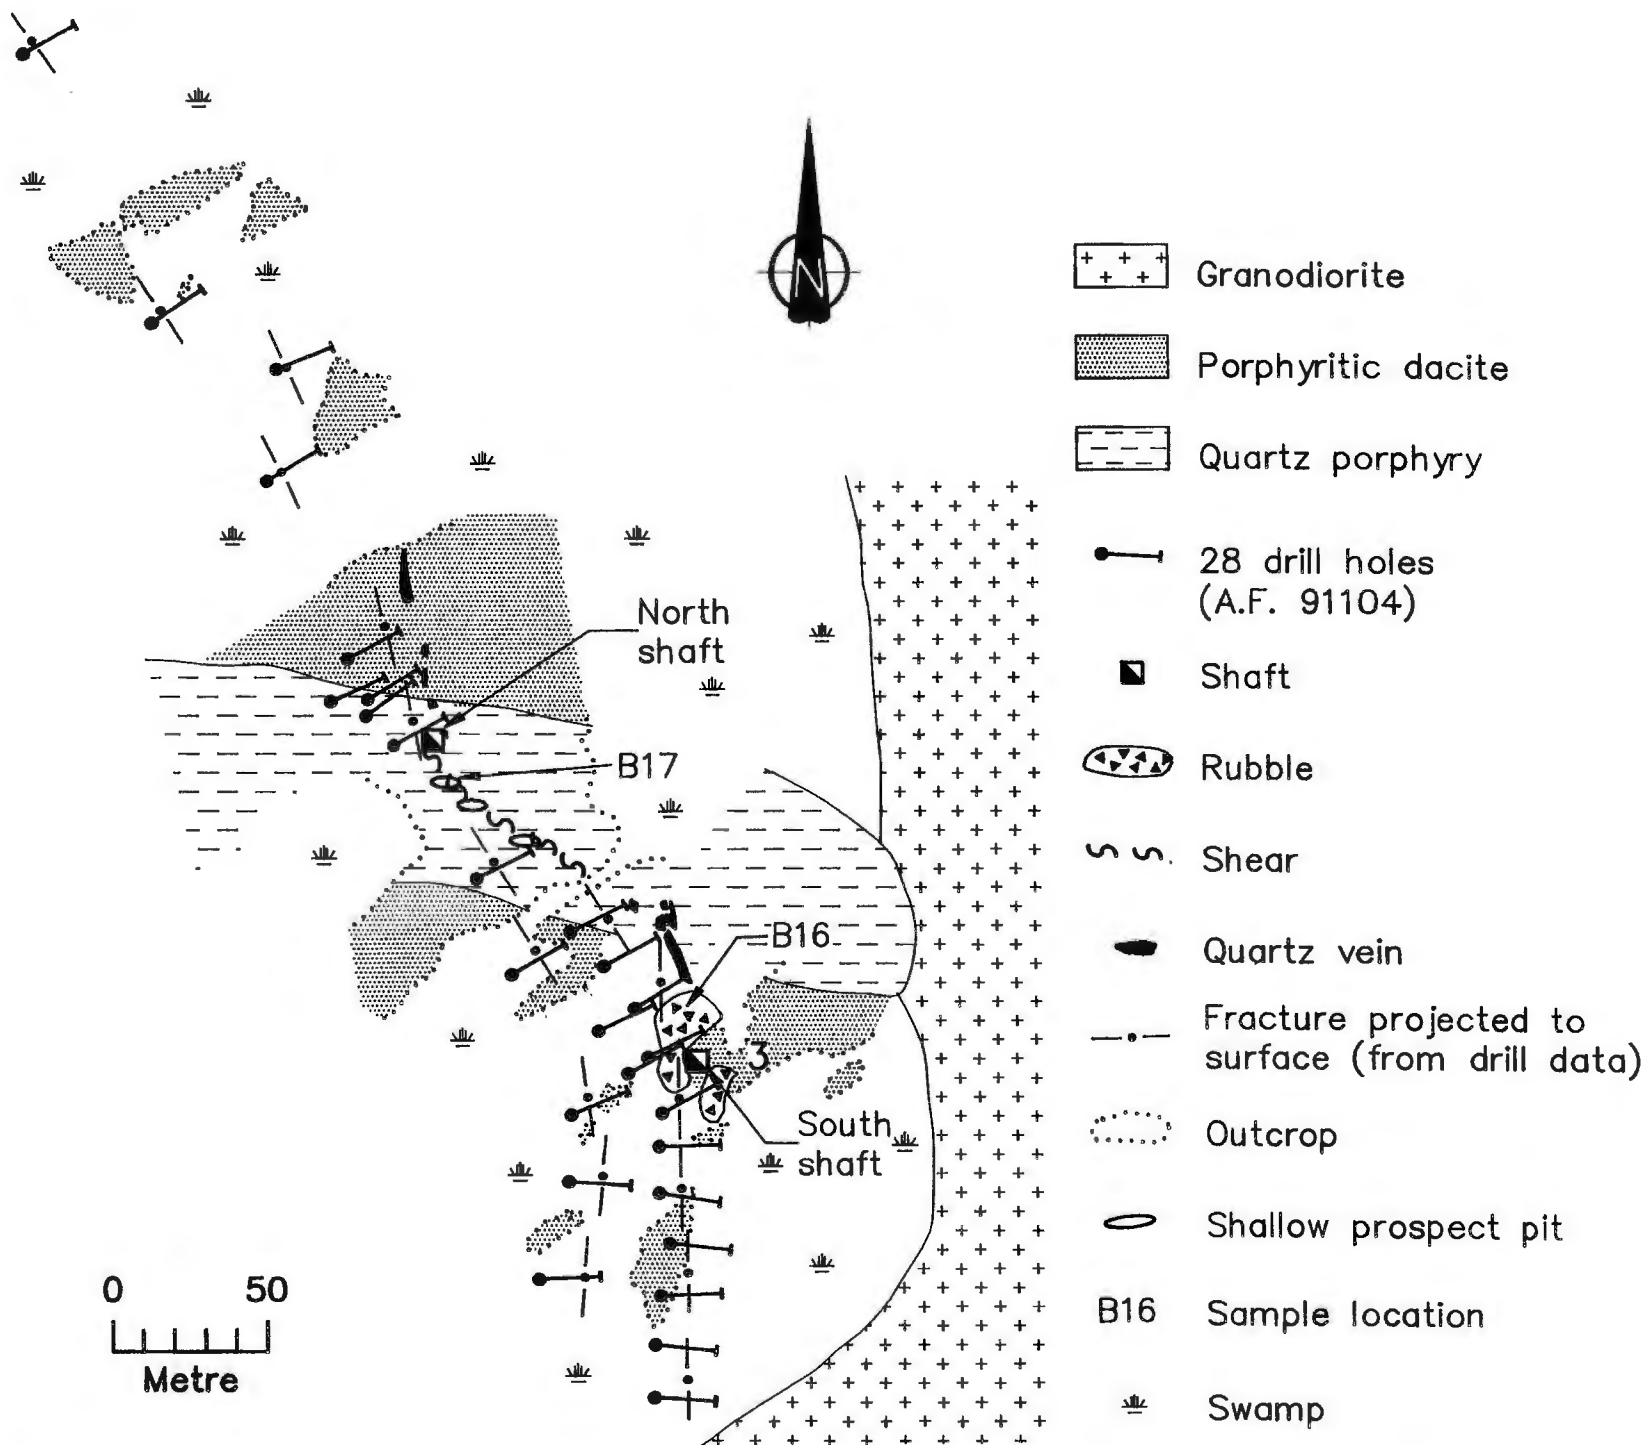 N
Granodiorite
Porphyritic dacite
Quartz porphyry
28 drill holes
(A.F. 91104)
Shaft
Rubble
Shear
Quartz vein
Fracture projected to
surface (from drill data)
Outcrop
Shallow prospect pit
B16 Sample location
Swamp
North
shaft
B17
B16
3
South
shaft
0 50
Metre